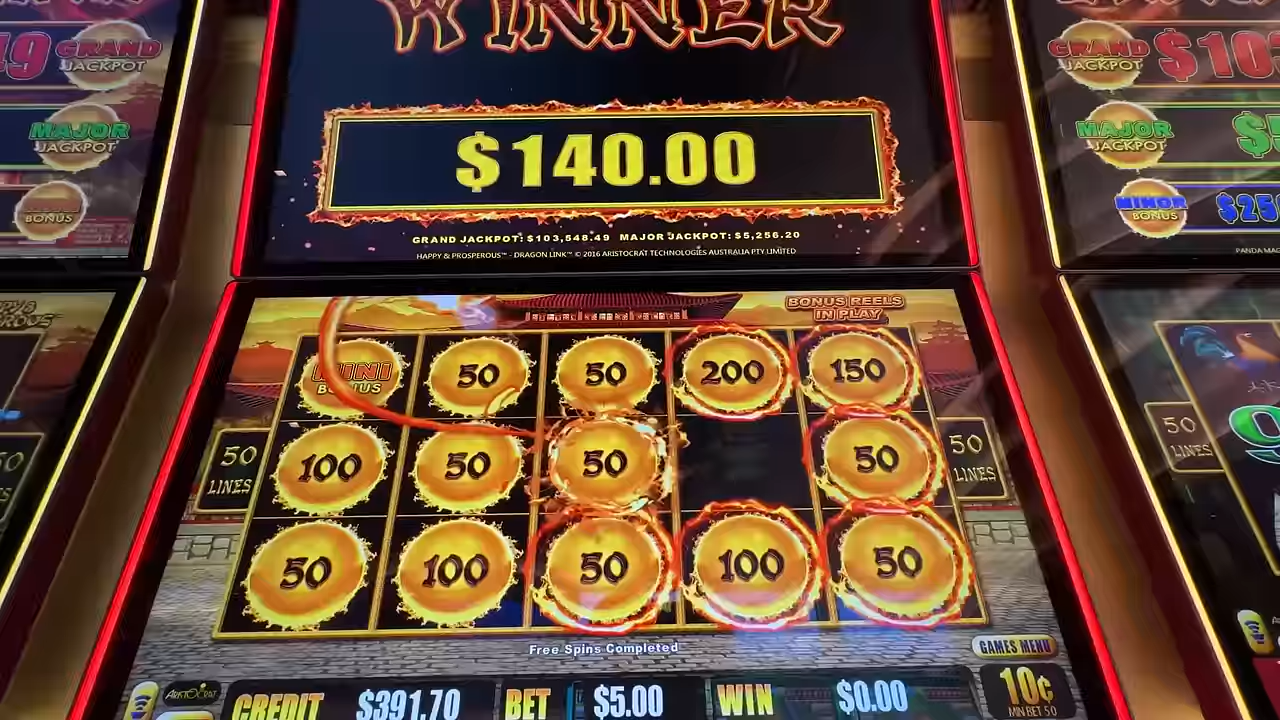 WINNER
$140.00
GRAND JACKPOT: $103,548.49 MAJOR JACKPOT: $5,256.20
HAPPY & PROSPEROUS™ - DRAGON LINK™ © 2016 ARISTOCRAT TECHNOLOGIES AUSTRALIA PTY LIMITED
GRAND
JACKPOT
MAJOR
JACKPOT
BONUS
GRAND
JACKPOT
MAJOR
JACKPOT
MINOR
BONUS
BONUS REELS
IN PLAY
MINI
BONUS
50
50
200
150
100
50
50
50
50
100
50
100
50
50
LINES
50
LINES
50
LINES
Free Spins Completed
GAMES MENU
ARISTOCRAT
CREDIT $391.70 BET $5.00 WIN $0.00
10¢
MIN BET 50